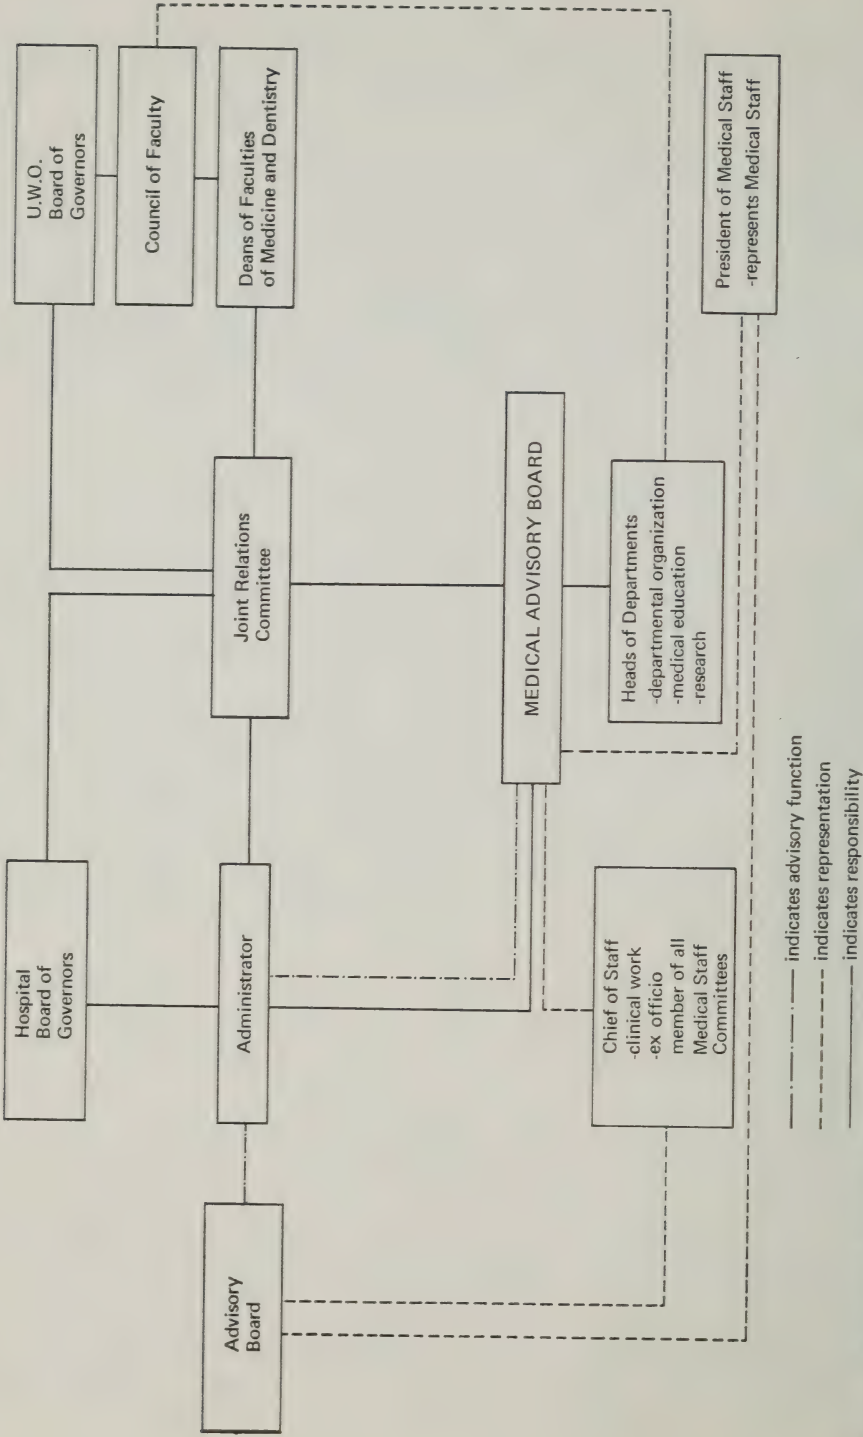 Hospital
Board of
Governors
U.W.O.
Board of
Governors
Council of Faculty
Deans of Faculties
of Medicine and Dentistry
Advisory
Board
Administrator
Joint Relations
Committee
MEDICAL ADVISORY BOARD
Chief of Staff
-clinical work
-ex officio
member of all
Medical Staff
Committees
Heads of Departments
-departmental organization
-medical education
-research
President of Medical Staff
-represents Medical Staff
indicates advisory function
indicates representation
indicates responsibility